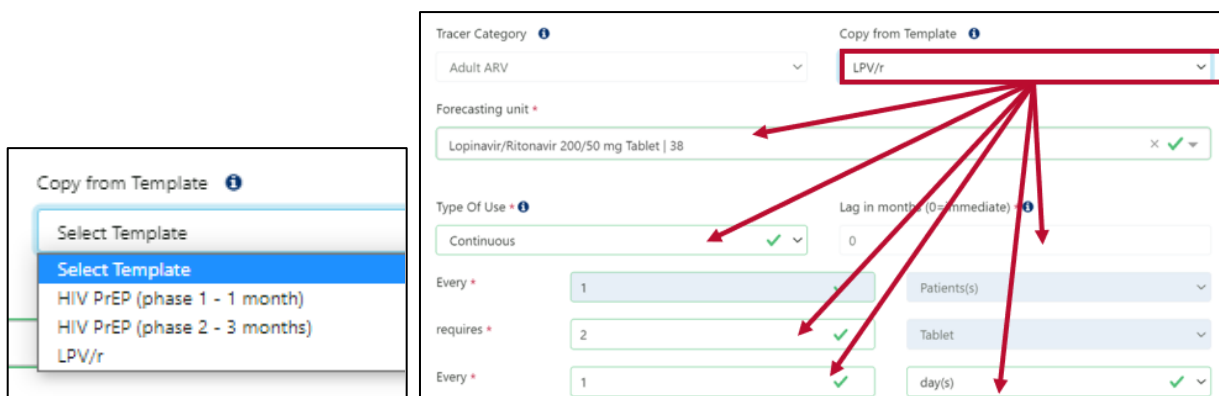 Copy from Template
Select Template
Select Template
HIV PrEP (phase 1 - 1 month)
HIV PrEP (phase 2 - 3 months)
LPV/r
Tracer Category
Copy from Template
Adult ARV
LPV/r
Forecasting unit *
Lopinavir/Ritonavir 200/50 mg Tablet | 38
Type Of Use *
Lag in months (0=immediate) *
Continuous
0
Every *
1
Patients(s)
requires *
2
Tablet
Every *
1
day(s)